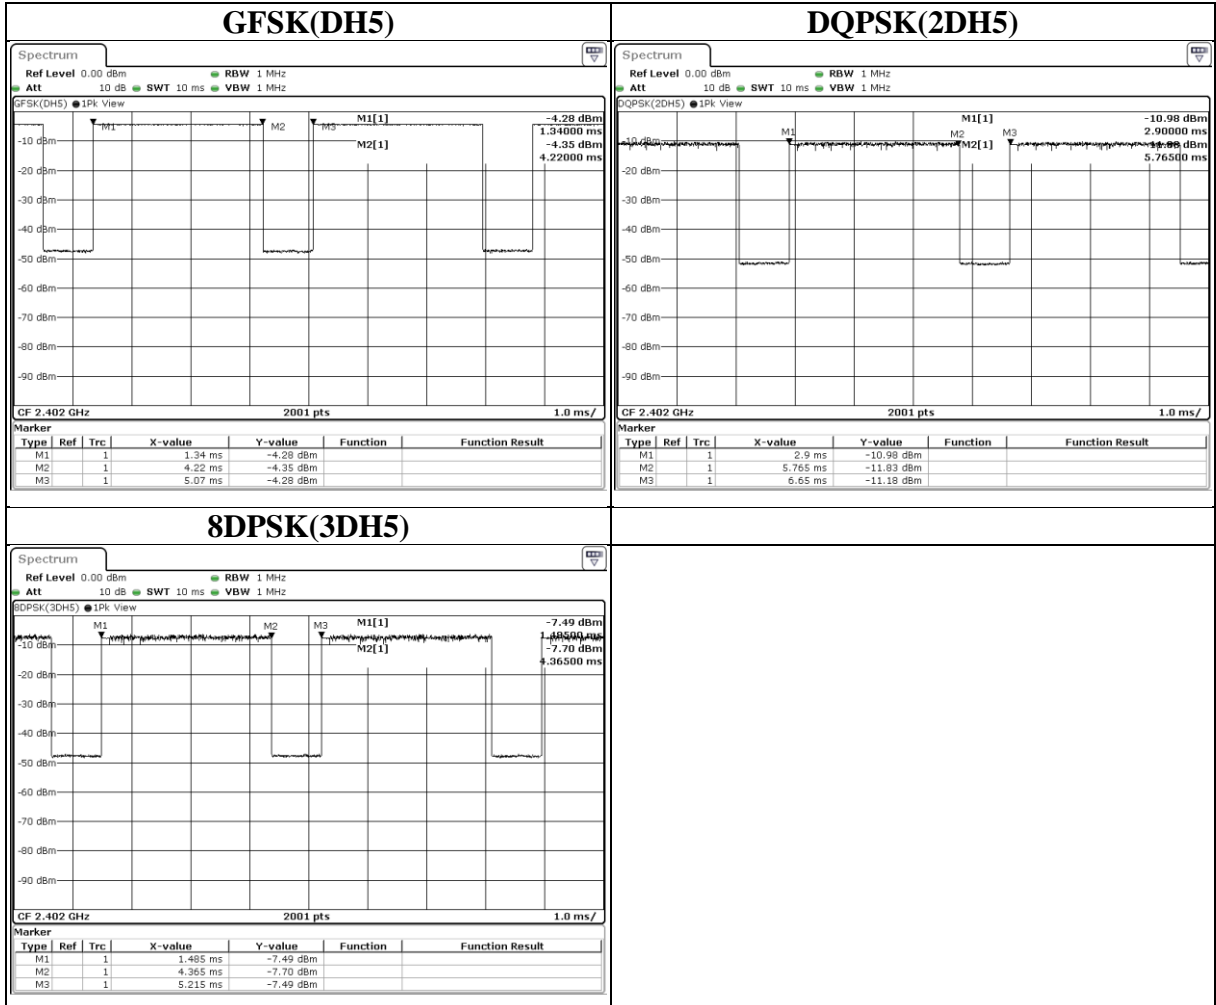 GFSK(DH5)
Spectrum
Ref Level 0.00 dBm RBW 1 MHz
Att 10 dB SWT 10 ms VBW 1 MHz
GFSK(DH5) 1Pk View
M1[1] -4.28 dBm
1.34000 ms
M1 M2 M3
M2[1] -4.35 dBm
4.22000 ms
-10 dBm
-20 dBm
-30 dBm
-40 dBm
-50 dBm
-60 dBm
-70 dBm
-80 dBm
-90 dBm
CF 2.402 GHz 2001 pts 1.0 ms/
Marker
Type Ref Trc X-value Y-value Function Function Result
M1 1 1.34 ms -4.28 dBm
M2 1 4.22 ms -4.35 dBm
M3 1 5.07 ms -4.28 dBm
DQPSK(2DH5)
Spectrum
Ref Level 0.00 dBm RBW 1 MHz
Att 10 dB SWT 10 ms VBW 1 MHz
DQPSK(2DH5) 1Pk View
M1[1] -10.98 dBm
2.90000 ms
M1 M2 M3
M2[1] -11.83 dBm
5.76500 ms
-10 dBm
-20 dBm
-30 dBm
-40 dBm
-50 dBm
-60 dBm
-70 dBm
-80 dBm
-90 dBm
CF 2.402 GHz 2001 pts 1.0 ms/
Marker
Type Ref Trc X-value Y-value Function Function Result
M1 1 2.9 ms -10.98 dBm
M2 1 5.765 ms -11.83 dBm
M3 1 6.65 ms -11.18 dBm
8DPSK(3DH5)
Spectrum
Ref Level 0.00 dBm RBW 1 MHz
Att 10 dB SWT 10 ms VBW 1 MHz
8DPSK(3DH5) 1Pk View
M1[1] -7.49 dBm
1.48500 ms
M1 M2 M3
M2[1] -7.70 dBm
4.36500 ms
-10 dBm
-20 dBm
-30 dBm
-40 dBm
-50 dBm
-60 dBm
-70 dBm
-80 dBm
-90 dBm
CF 2.402 GHz 2001 pts 1.0 ms/
Marker
Type Ref Trc X-value Y-value Function Function Result
M1 1 1.485 ms -7.49 dBm
M2 1 4.365 ms -7.70 dBm
M3 1 5.215 ms -7.49 dBm